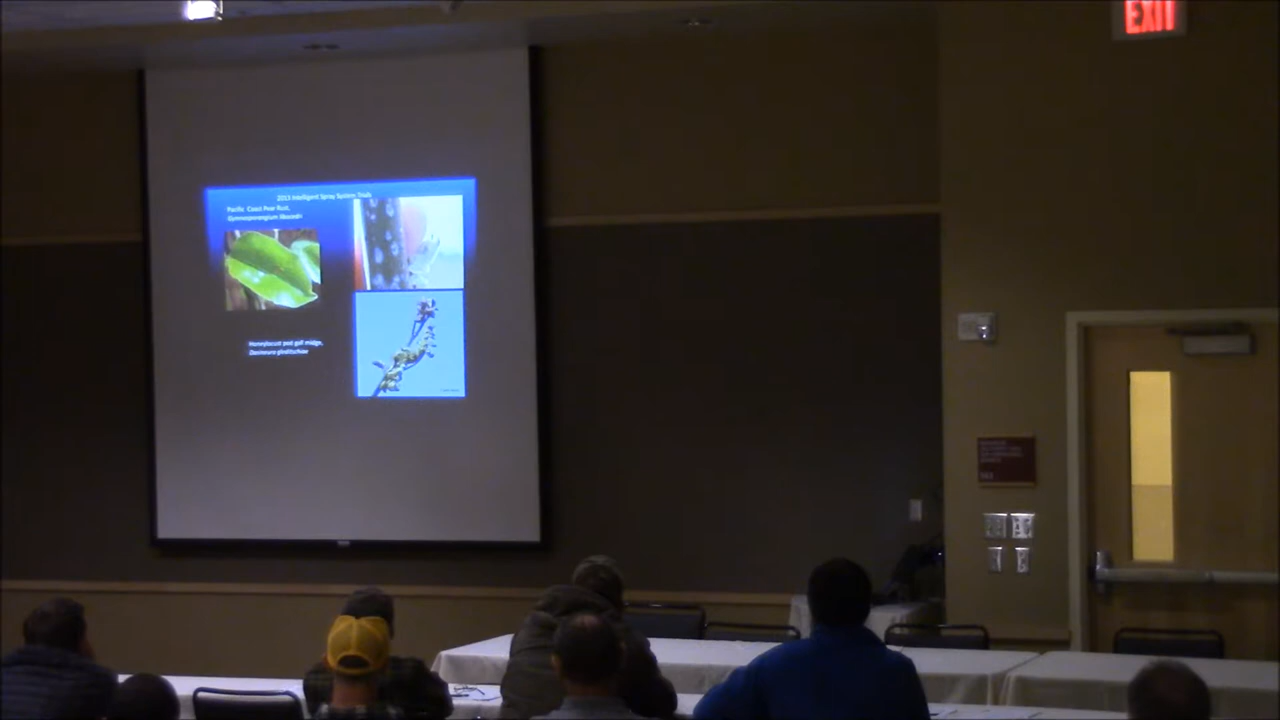 EXIT
2013 Intelligent Spray System Trials
Pacific Coast Pear Rust,
Gymnosporangium libocedri
Honeylocust pod gall midge,
Dasineura gleditchiae